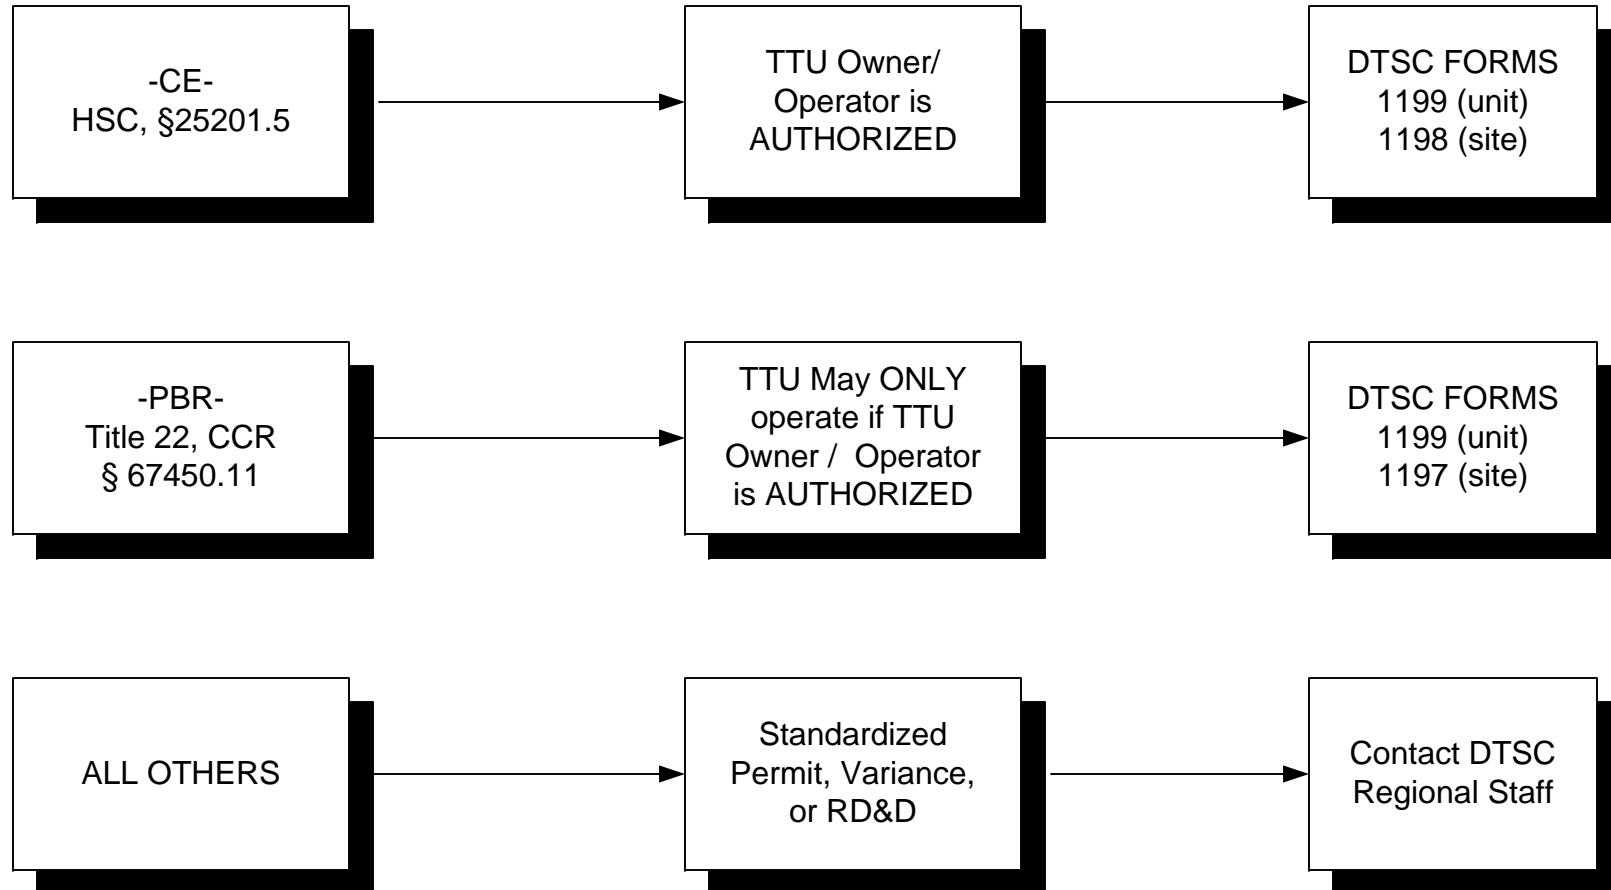 -CE-
HSC, §25201.5
TTU Owner/
Operator is
AUTHORIZED
DTSC FORMS
1199 (unit)
1198 (site)
-PBR-
Title 22, CCR
§ 67450.11
TTU May ONLY
operate if TTU
Owner /  Operator
is AUTHORIZED
DTSC FORMS
1199 (unit)
1197 (site)
ALL OTHERS
Standardized
Permit, Variance,
or RD&D
Contact DTSC
Regional Staff